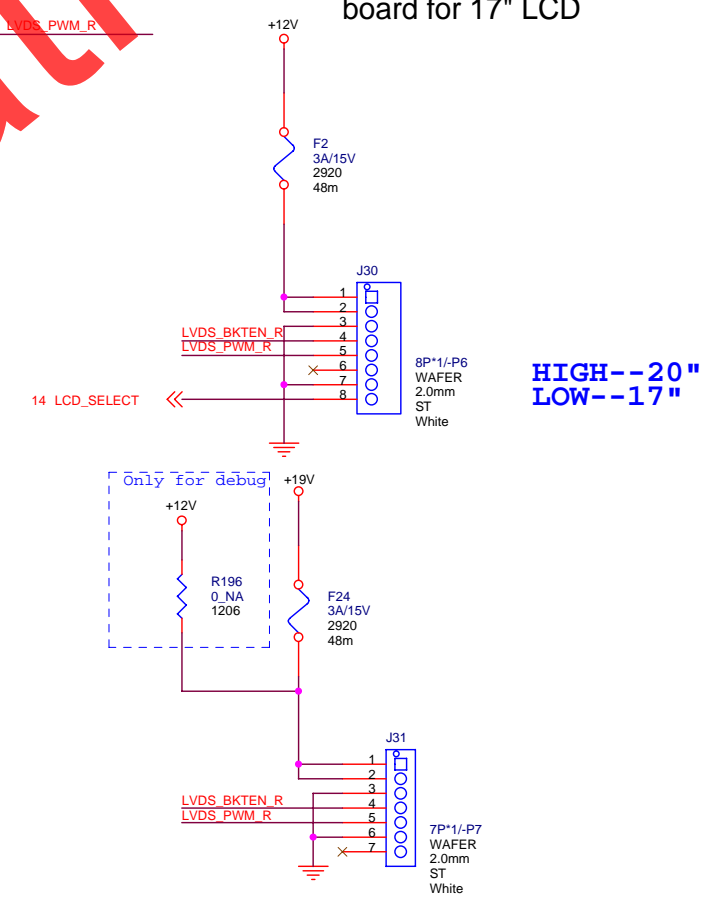 board for 17" LCD
LVDS_PWM_R
+12V
F2
3A/15V
2920
48m
J30
1
2
3
LVDS_BKTEN_R 4
LVDS_PWM_R 5
6
7
14 LCD_SELECT 8
8P*1/-P6
WAFER
2.0mm
ST
White
HIGH--20"
LOW--17"
Only for debug
+12V
R196
0_NA
1206
+19V
F24
3A/15V
2920
48m
J31
1
2
3
LVDS_BKTEN_R 4
LVDS_PWM_R 5
6
7
7P*1/-P7
WAFER
2.0mm
ST
White